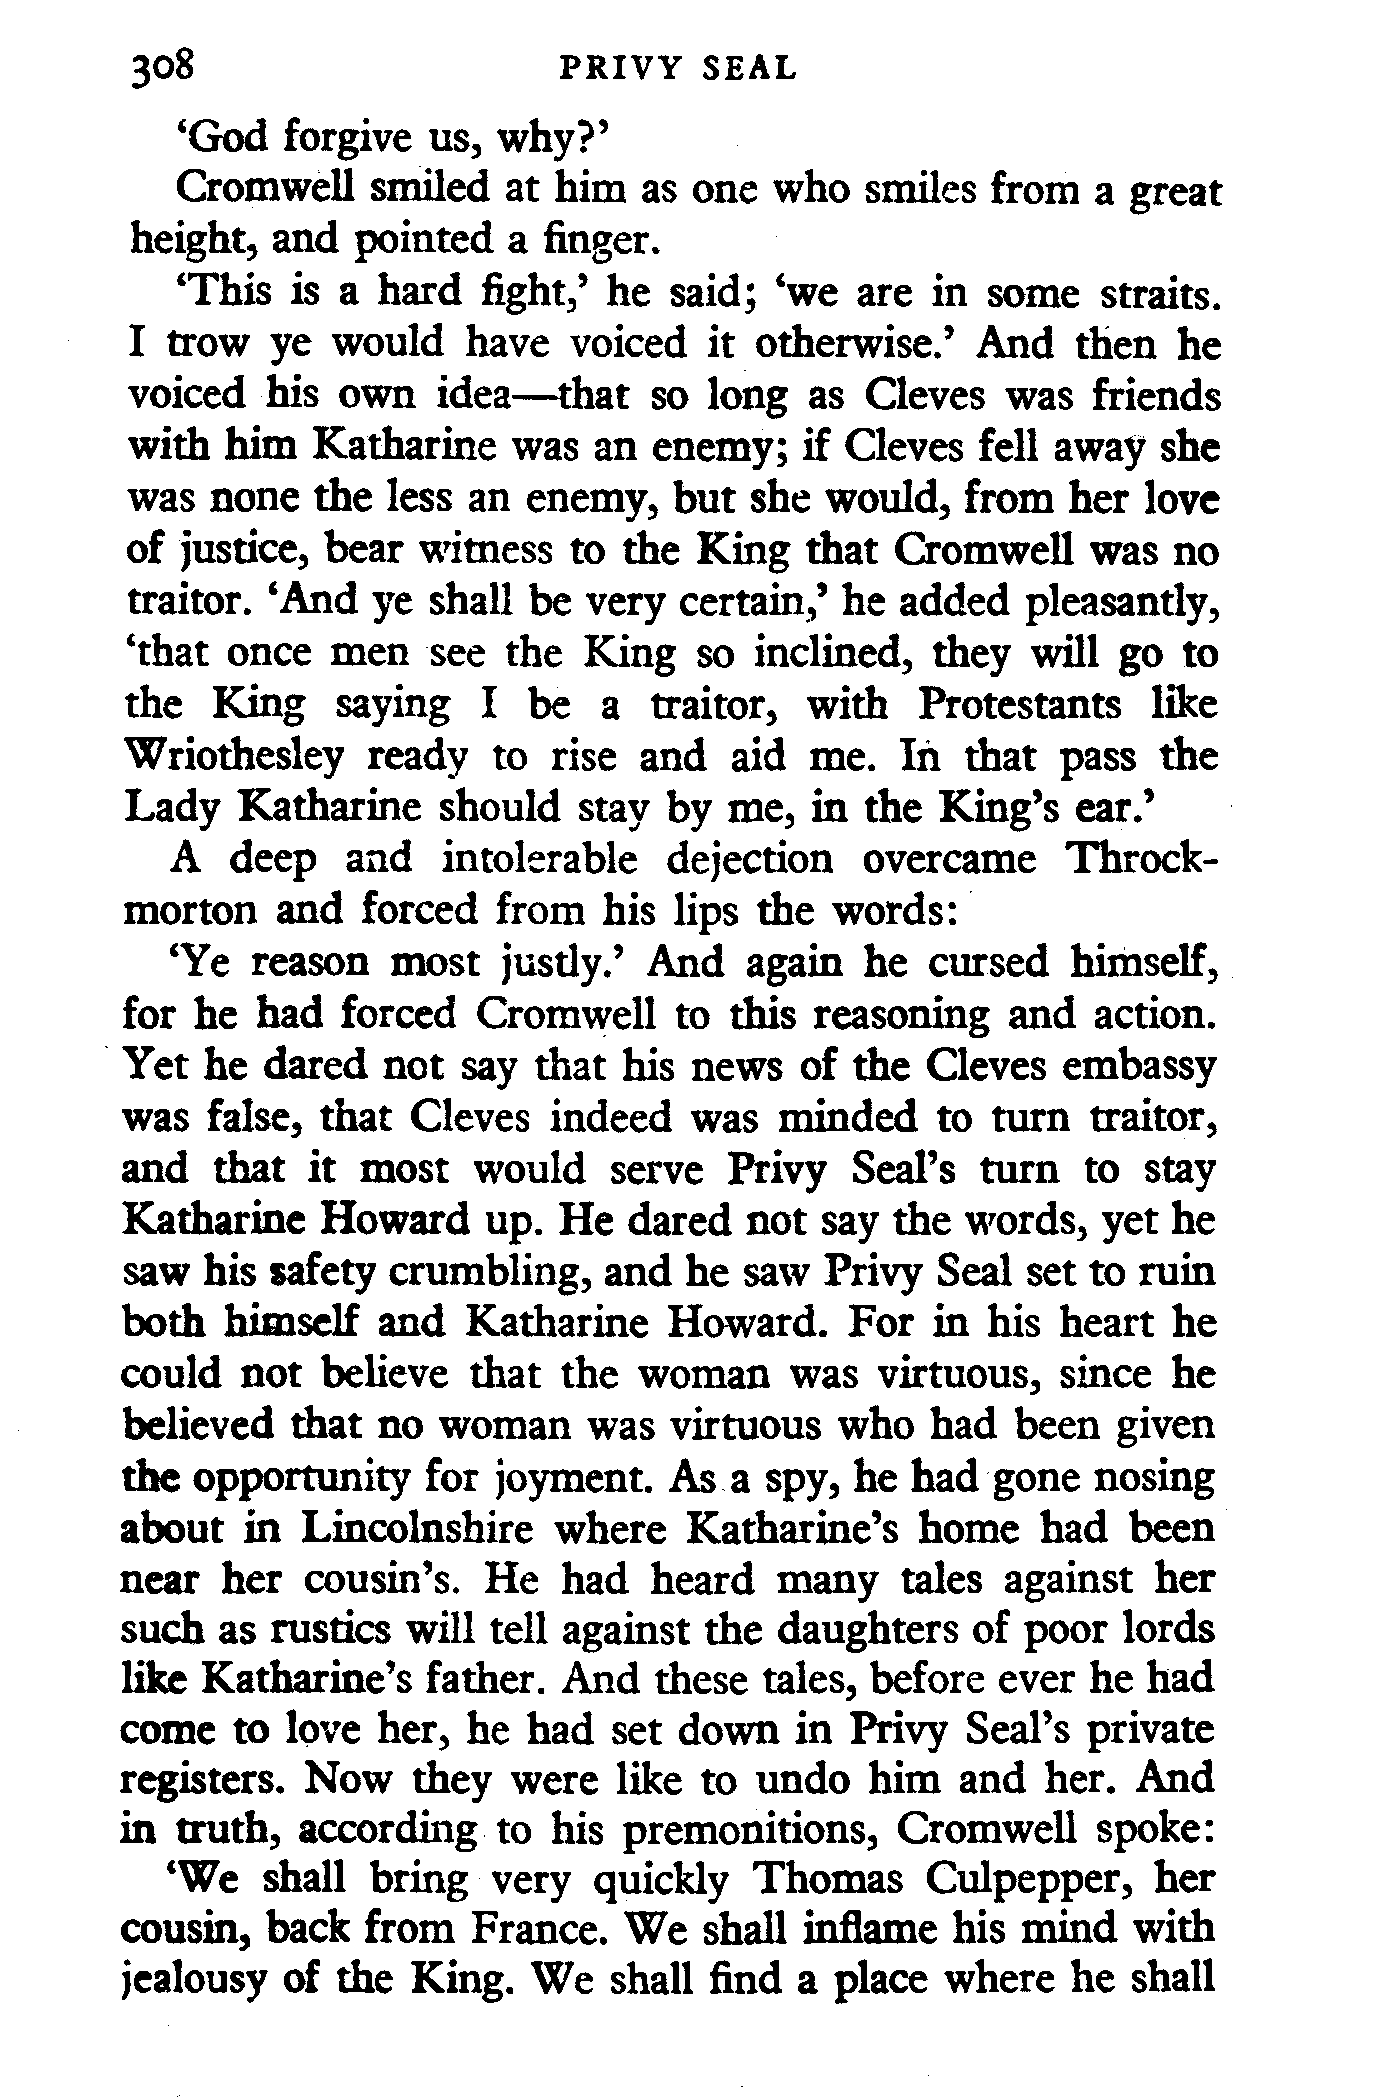 308 PRIVY SEAL
‘God forgive us, why?’
Cromwell smiled at him as one who smiles from a great
height, and pointed a finger.
‘This is a hard fight,’ he said; ‘we are in some straits.
I trow ye would have voiced it otherwise.’ And then he
voiced his own idea—that so long as Cleves was friends
with him Katharine was an enemy; if Cleves fell away she
was none the less an enemy, but she would, from her love
of justice, bear witness to the King that Cromwell was no
traitor. ‘And ye shall be very certain,’ he added pleasantly,
‘that once men see the King so inclined, they will go to
the King saying I be a traitor, with Protestants like
Wriothesley ready to rise and aid me. In that pass the
Lady Katharine should stay by me, in the King’s ear.’
A deep and intolerable dejection overcame Throck-
morton and forced from his lips the words:
‘Ye reason most justly.’ And again he cursed himself,
for he had forced Cromwell to this reasoning and action.
Yet he dared not say that his news of the Cleves embassy
was false, that Cleves indeed was minded to turn traitor,
and that it most would serve Privy Seal’s turn to stay
Katharine Howard up. He dared not say the words, yet he
saw his safety crumbling, and he saw Privy Seal set to ruin
both himself and Katharine Howard. For in his heart he
could not believe that the woman was virtuous, since he
believed that no woman was virtuous who had been given
the opportunity for joyment. As a spy, he had gone nosing
about in Lincolnshire where Katharine’s home had been
near her cousin’s. He had heard many tales against her
such as rustics will tell against the daughters of poor lords
like Katharine’s father. And these tales, before ever he had
come to love her, he had set down in Privy Seal’s private
registers. Now they were like to undo him and her. And
in truth, according to his premonitions, Cromwell spoke:
‘We shall bring very quickly Thomas Culpepper, her
cousin, back from France. We shall inflame his mind with
jealousy of the King. We shall find a place where he shall